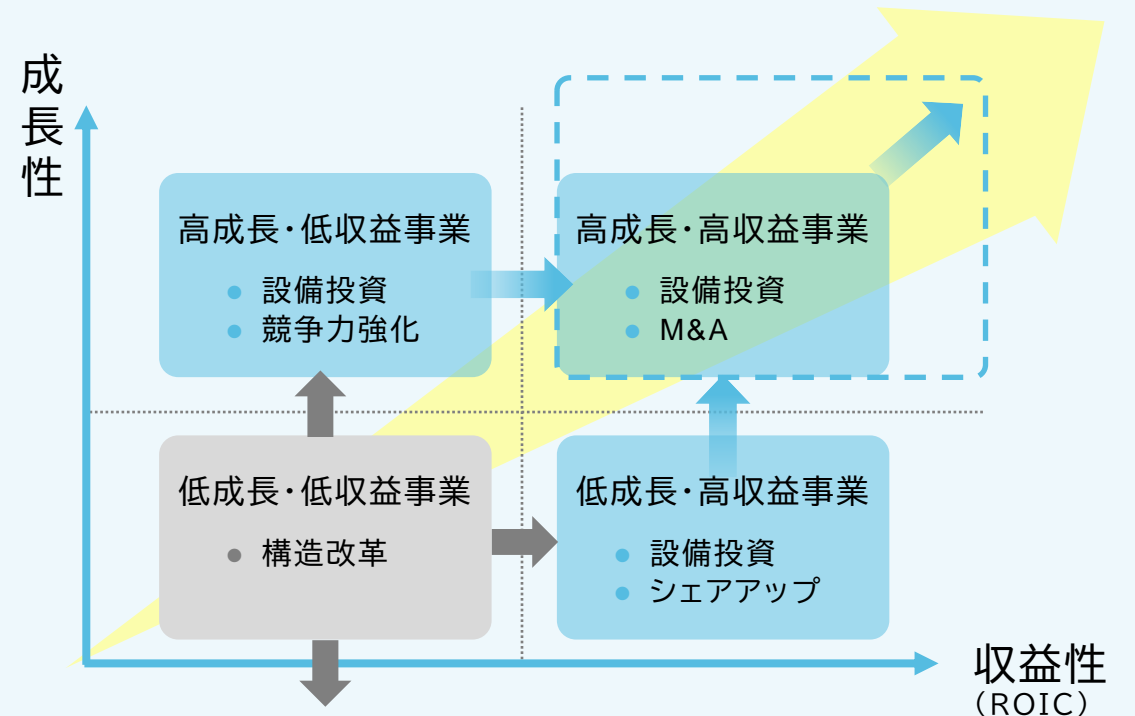 成長性
高成長・低収益事業
● 設備投資
● 競争力強化
高成長・高収益事業
● 設備投資
● M&A
低成長・低収益事業
● 構造改革
低成長・高収益事業
● 設備投資
● シェアアップ
収益性
(ROIC)